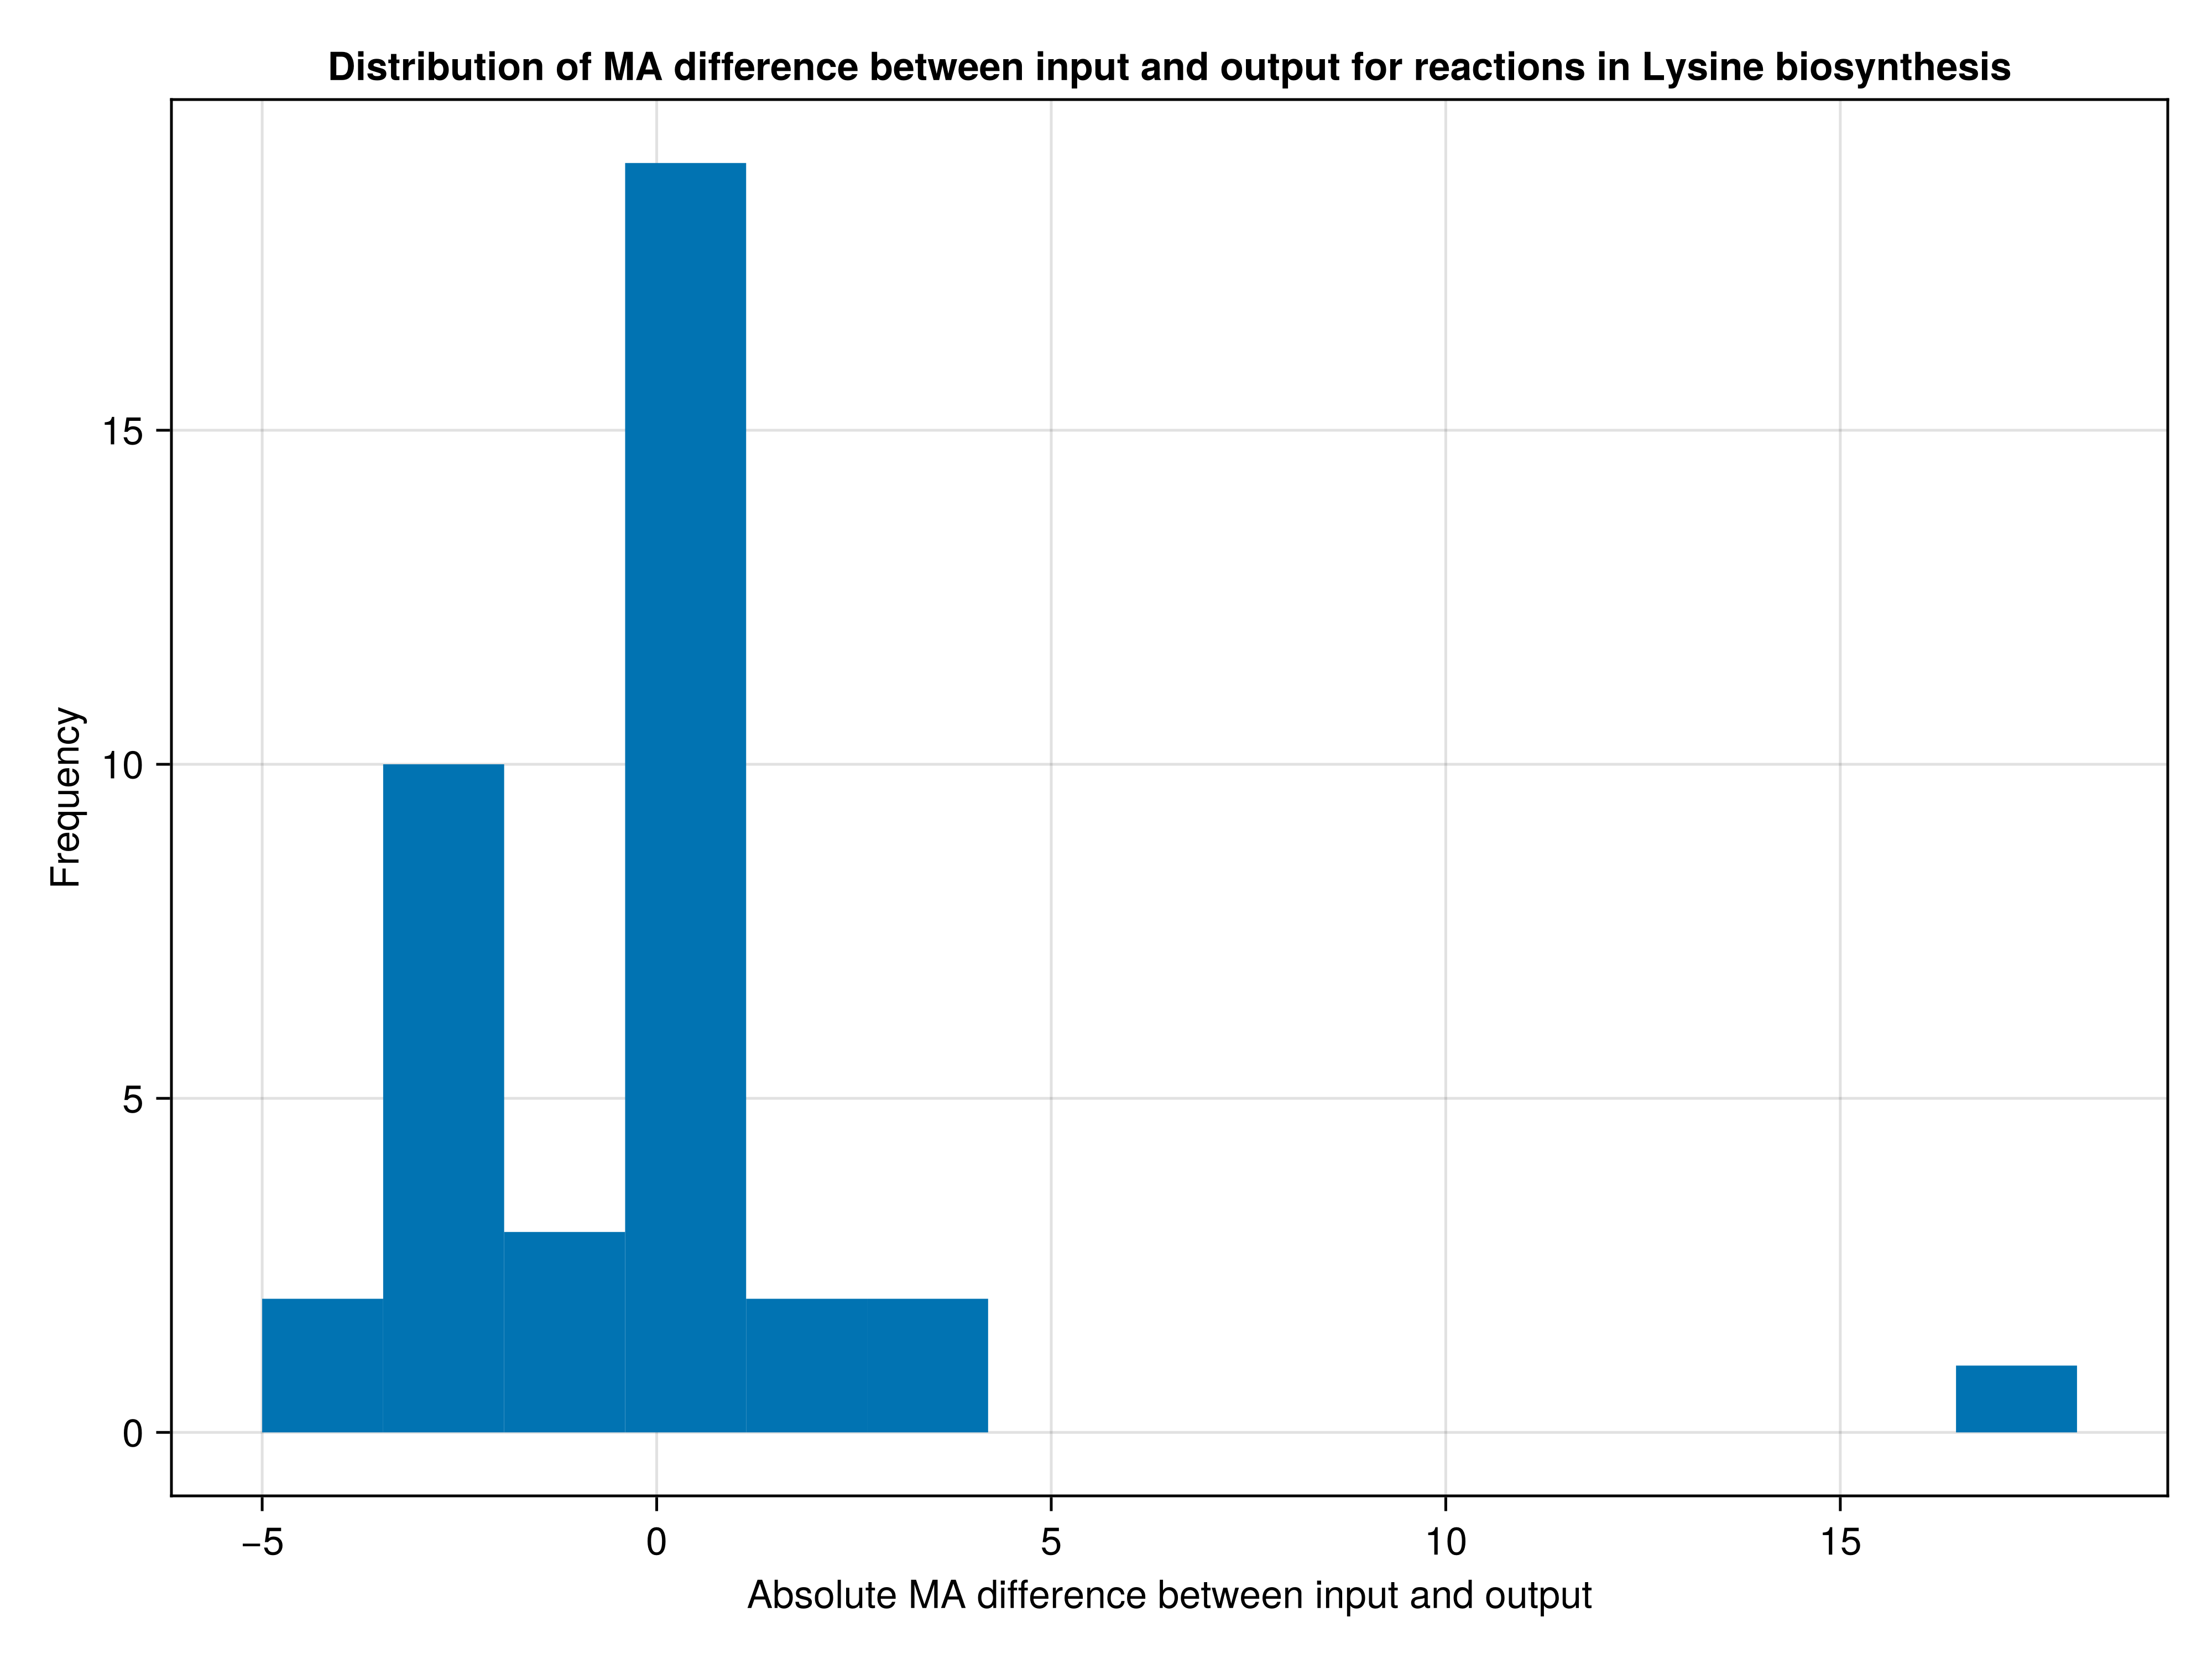 Distribution of MA difference between input and output for reactions in Lysine biosynthesis
15
10
5
0
Frequency
−5 0 5 10 15
Absolute MA difference between input and output